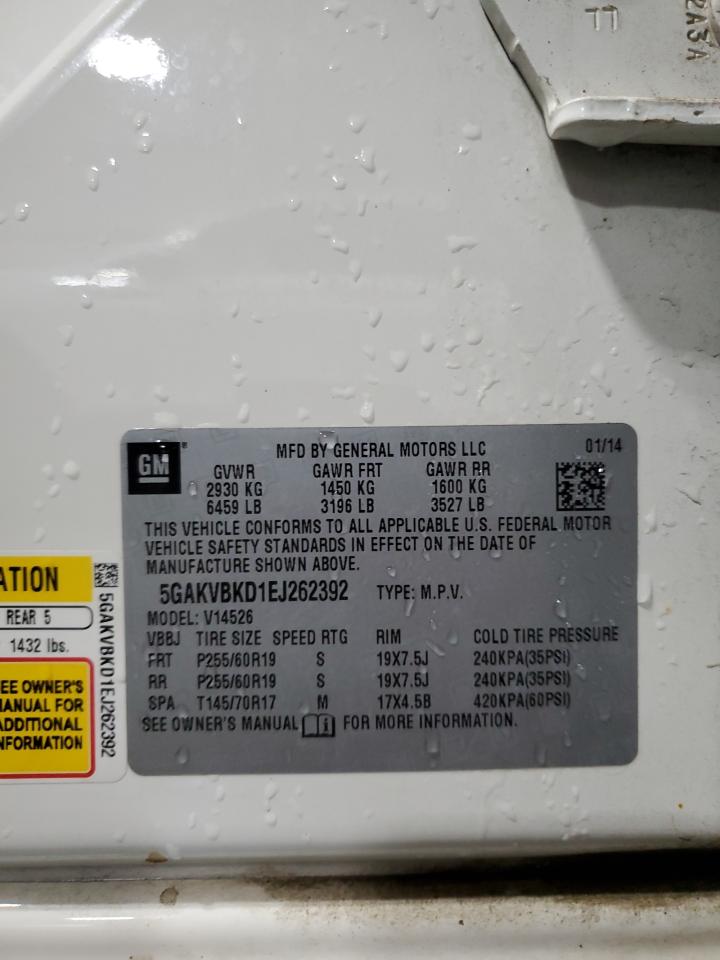 2A3A
GM
MFD BY GENERAL MOTORS LLC 01/14
GVWR GAWR FRT GAWR RR
2930 KG 1450 KG 1600 KG
6459 LB 3196 LB 3527 LB
THIS VEHICLE CONFORMS TO ALL APPLICABLE U.S. FEDERAL MOTOR
VEHICLE SAFETY STANDARDS IN EFFECT ON THE DATE OF
MANUFACTURE SHOWN ABOVE.
5GAKVBKD1EJ262392 TYPE: M.P.V.
MODEL: V14526
VBBJ TIRE SIZE SPEED RTG RIM COLD TIRE PRESSURE
FRT P255/60R19 S 19X7.5J 240KPA(35PSI)
RR P255/60R19 S 19X7.5J 240KPA(35PSI)
SPA T145/70R17 M 17X4.5B 420KPA(60PSI)
SEE OWNER'S MANUAL FOR MORE INFORMATION.
ATION
REAR 5
1432 lbs.
EE OWNER'S
ANUAL FOR
ADDITIONAL
NFORMATION
5GAKVBKD1EJ262392